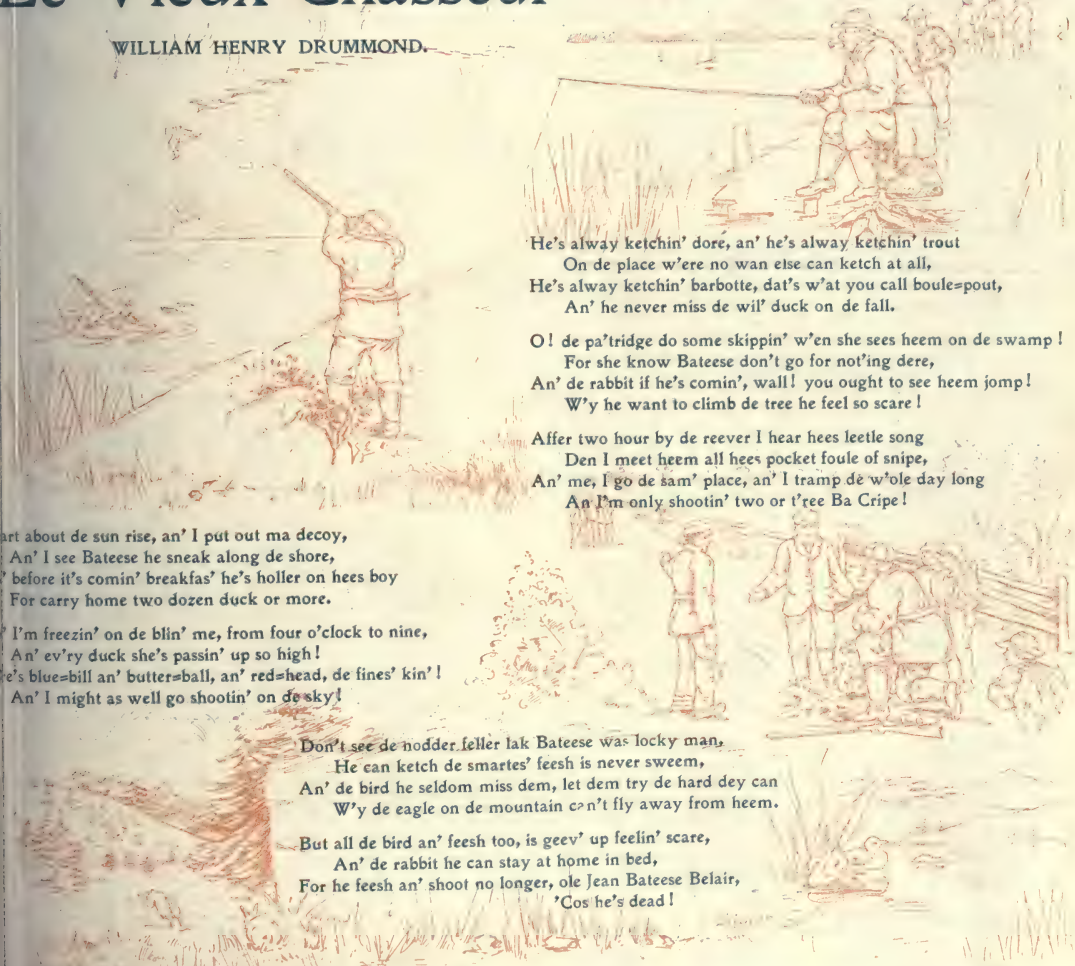 Le Vieux Chasseur
WILLIAM HENRY DRUMMOND.
He's alway ketchin' doré, an' he's alway ketchin' trout
On de place w'ere no wan else can ketch at all,
He's alway ketchin' barbotte, dat's w'at you call boule=pout,
An' he never miss de wil' duck on de fall.
O! de pa'tridge do some skippin' w'en she sees heem on de swamp!
For she know Bateese don't go for not'ing dere,
An' de rabbit if he's comin', wall! you ought to see heem jomp!
W'y he want to climb de tree he feel so scare!
Affer two hour by de reever I hear hees leetle song
Den I meet heem all hees pocket foule of snipe,
An' me, I go de sam' place, an' I tramp de w'ole day long
An I'm only shootin' two or t'ree Ba Cripe!
about de sun rise, an' I put out ma decoy,
An' I see Bateese he sneak along de shore,
before it's comin' breakfas' he's holler on hees boy
For carry home two dozen duck or more.
I'm freezin' on de blin' me, from four o'clock to nine,
An' ev'ry duck she's passin' up so high!
blue=bill an' butter=ball, an' red=head, de fines' kin'!
An' I might as well go shootin' on de sky!
Don't see de nodder feller lak Bateese was locky man,
He can ketch de smartes' feesh is never sweem,
An' de bird he seldom miss dem, let dem try de hard dey can
W'y de eagle on de mountain can't fly away from heem.
But all de bird an' feesh too, is geev' up feelin' scare,
An' de rabbit he can stay at home in bed,
For he feesh an' shoot no longer, ole Jean Bateese Belair,
'Cos he's dead!